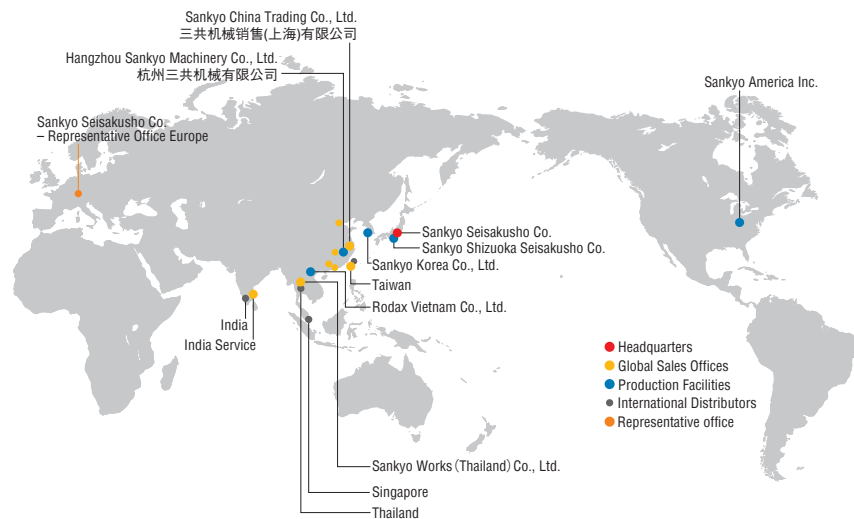 Sankyo China Trading Co., Ltd.
三共机械销售(上海)有限公司
Hangzhou Sankyo Machinery Co., Ltd.
杭州三共机械有限公司
Sankyo America Inc.
Sankyo Seisakusho Co.
– Representative Office Europe
Sankyo Seisakusho Co.
Sankyo Shizuoka Seisakusho Co.
Sankyo Korea Co., Ltd.
Taiwan
Rodax Vietnam Co., Ltd.
India
India Service
Headquarters
Global Sales Offices
Production Facilities
International Distributors
Representative office
Sankyo Works (Thailand) Co., Ltd.
Singapore
Thailand